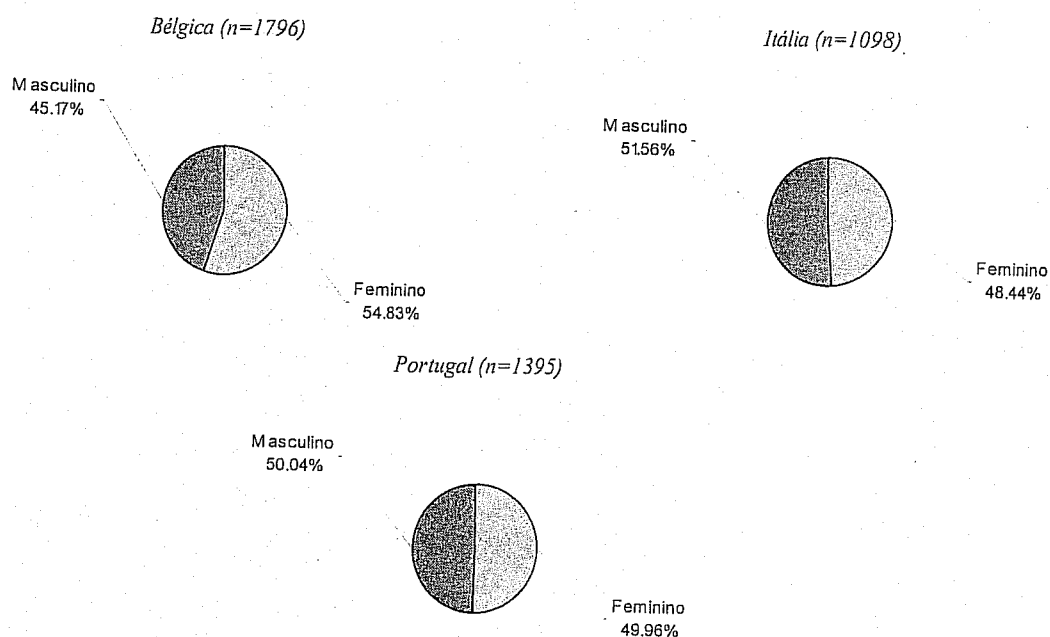 Bélgica (n=1796)
Masculino
45.17%
Feminino
54.83%
Itália (n=1098)
Masculino
51.56%
Feminino
48.44%
Portugal (n=1395)
Masculino
50.04%
Feminino
49.96%